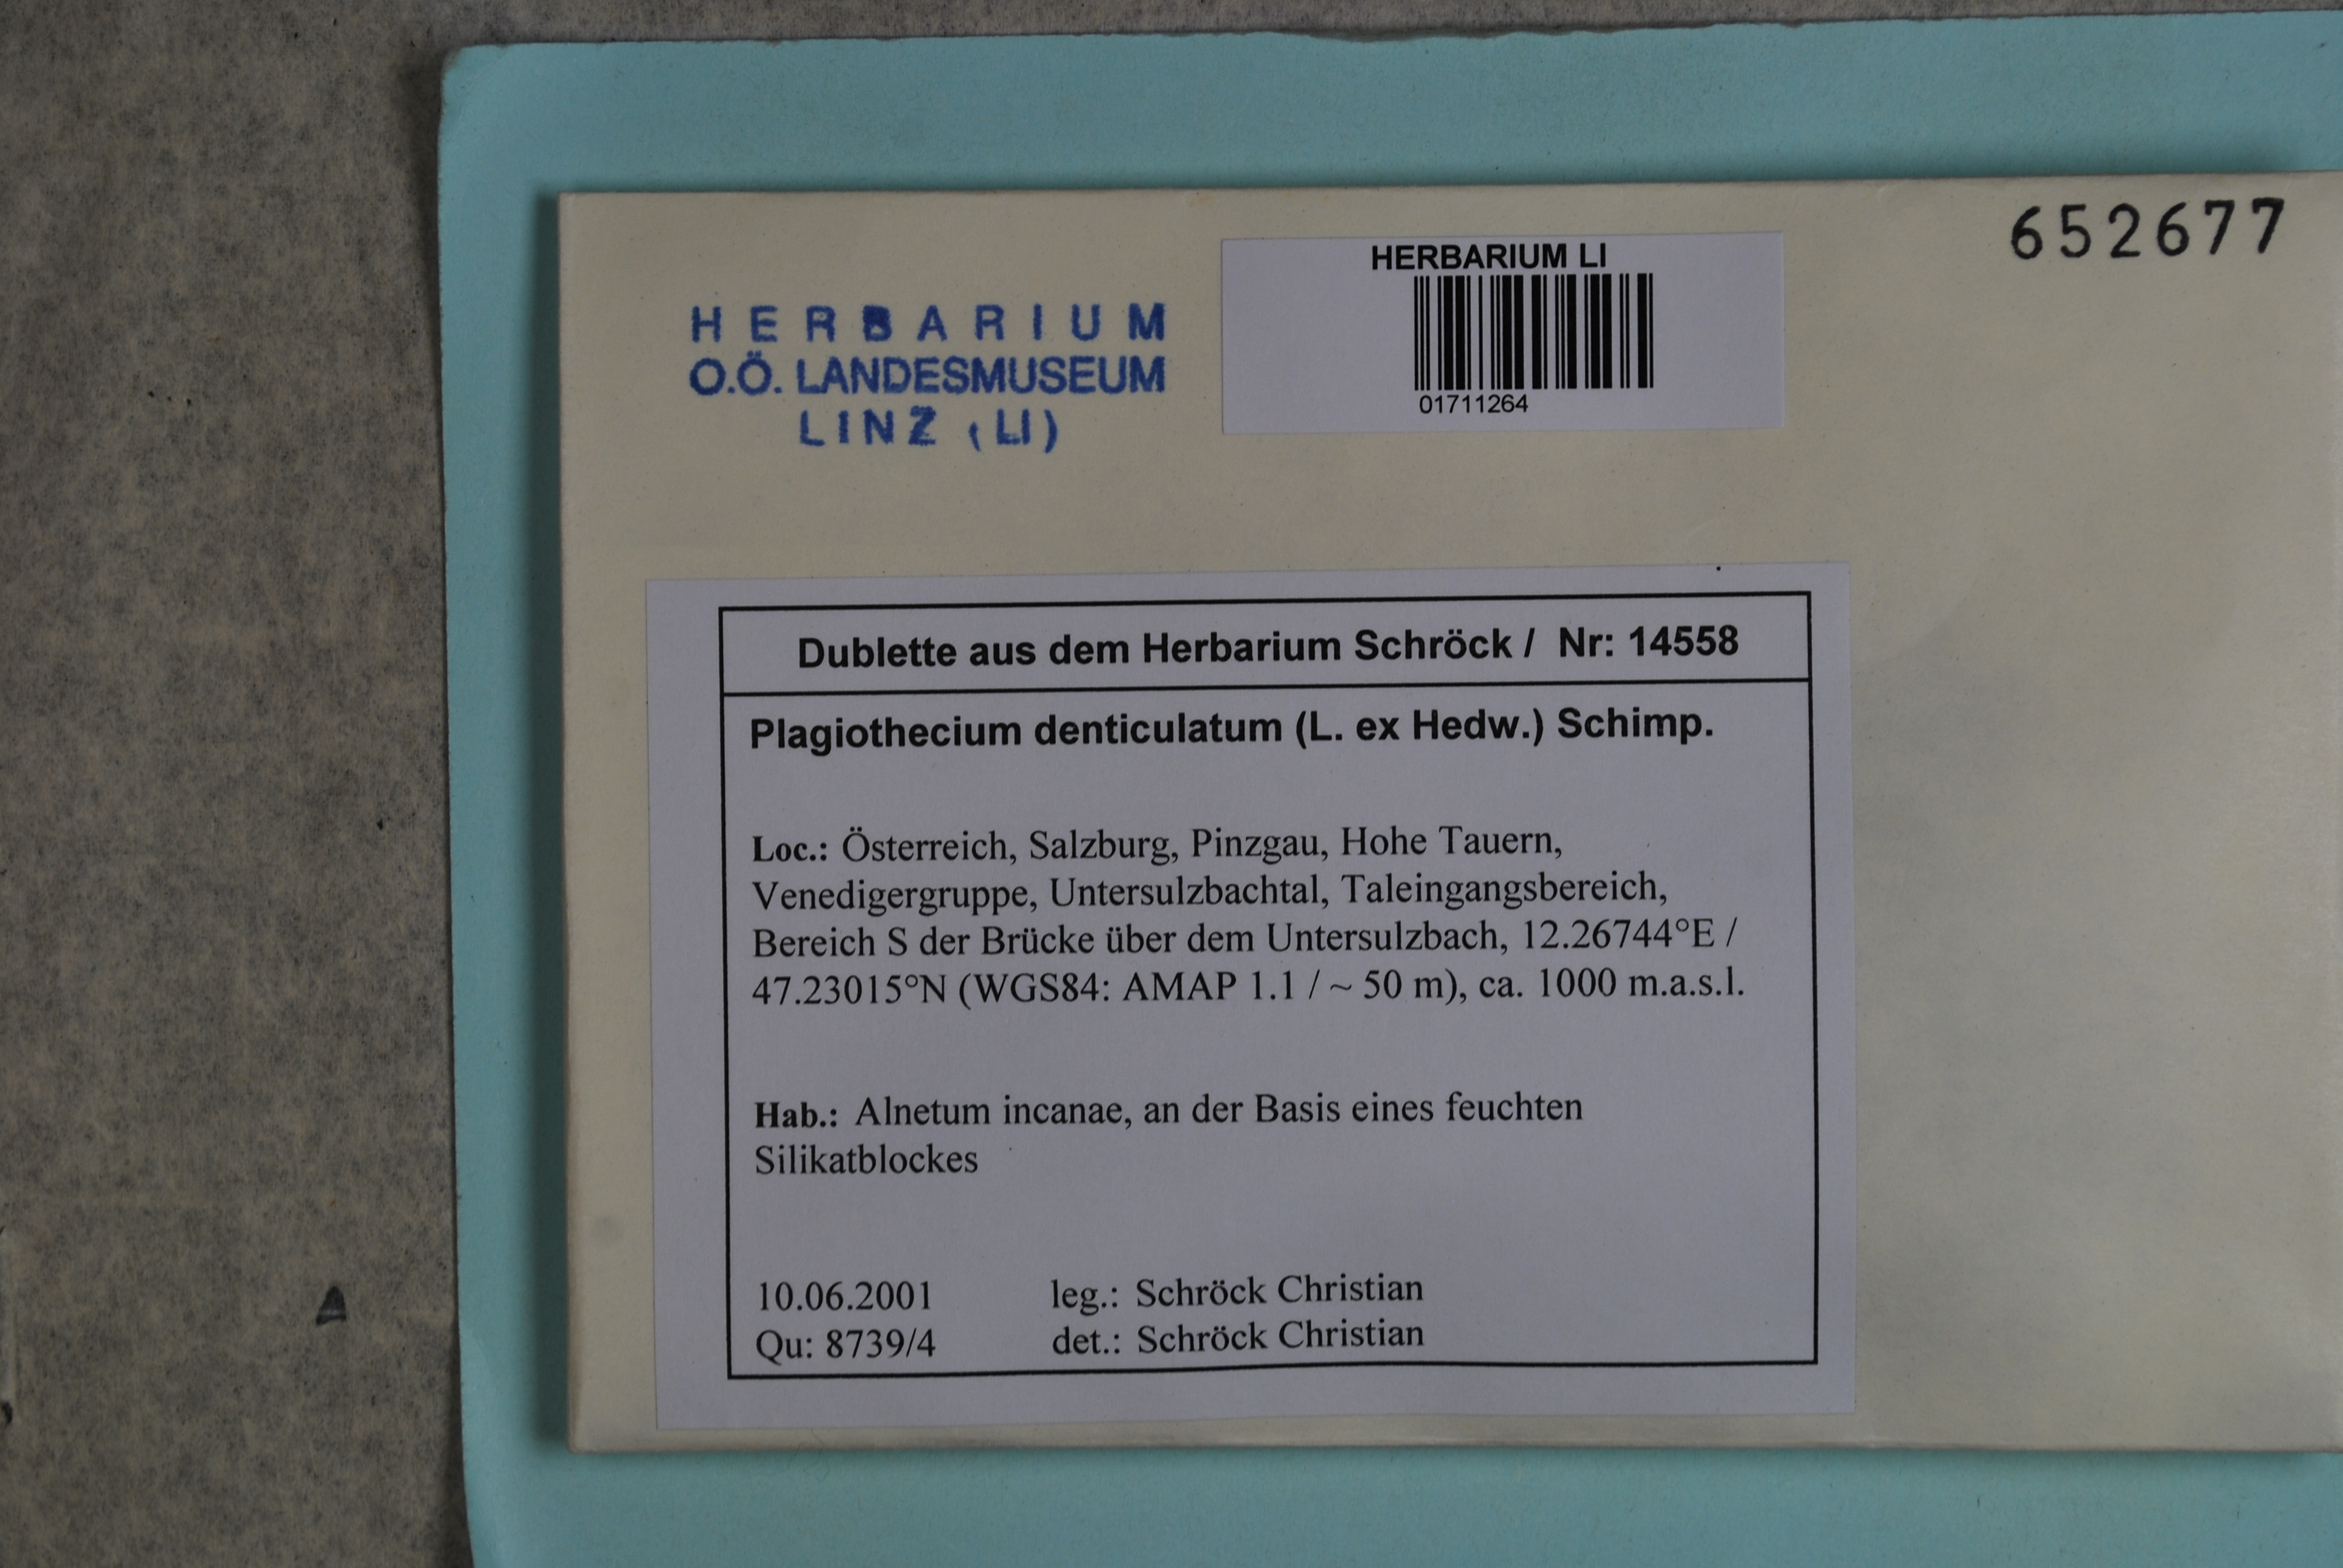 652677
HERBARIUM
O.Ö. LANDESMUSEUM
LINZ (LI)
HERBARIUM LI
01711264
Dublette aus dem Herbarium Schröck / Nr: 14558
Plagiothecium denticulatum (L. ex Hedw.) Schimp.
Loc.: Österreich, Salzburg, Pinzgau, Hohe Tauern,
Venedigergruppe, Untersulzbachtal, Taleingangsbereich,
Bereich S der Brücke über dem Untersulzbach, 12.26744°E /
47.23015°N (WGS84: AMAP 1.1 / ~ 50 m), ca. 1000 m.a.s.l.
Hab.: Alnetum incanae, an der Basis eines feuchten
Silikatblockes
10.06.2001 leg.: Schröck Christian
Qu: 8739/4 det.: Schröck Christian